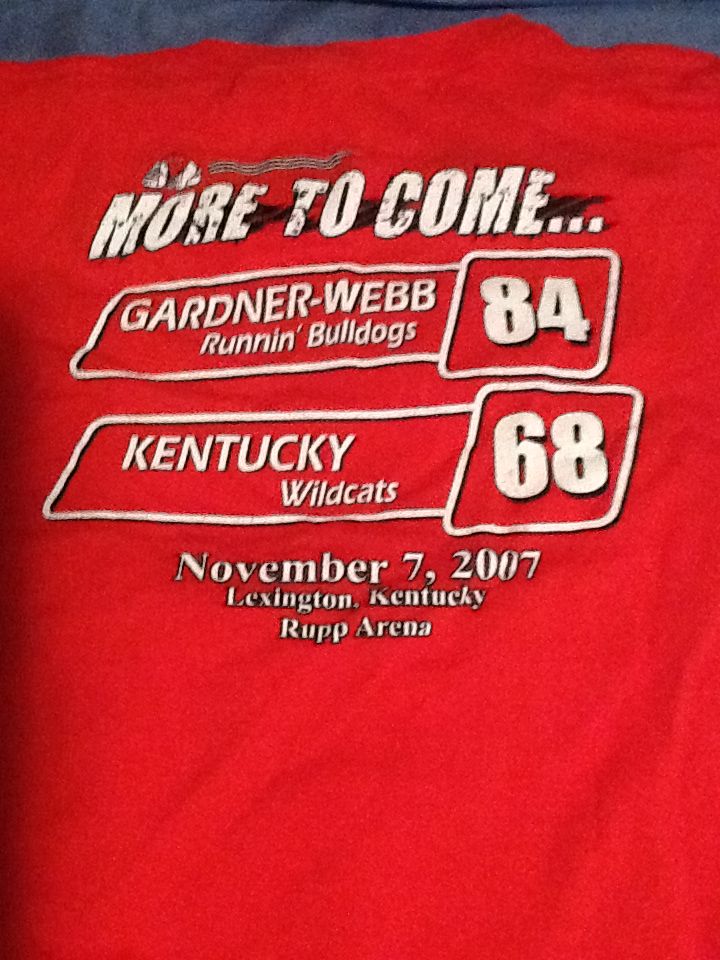 MORE TO COME...
GARDNER-WEBB 84
Runnin' Bulldogs
KENTUCKY 68
Wildcats
November 7, 2007
Lexington, Kentucky
Rupp Arena